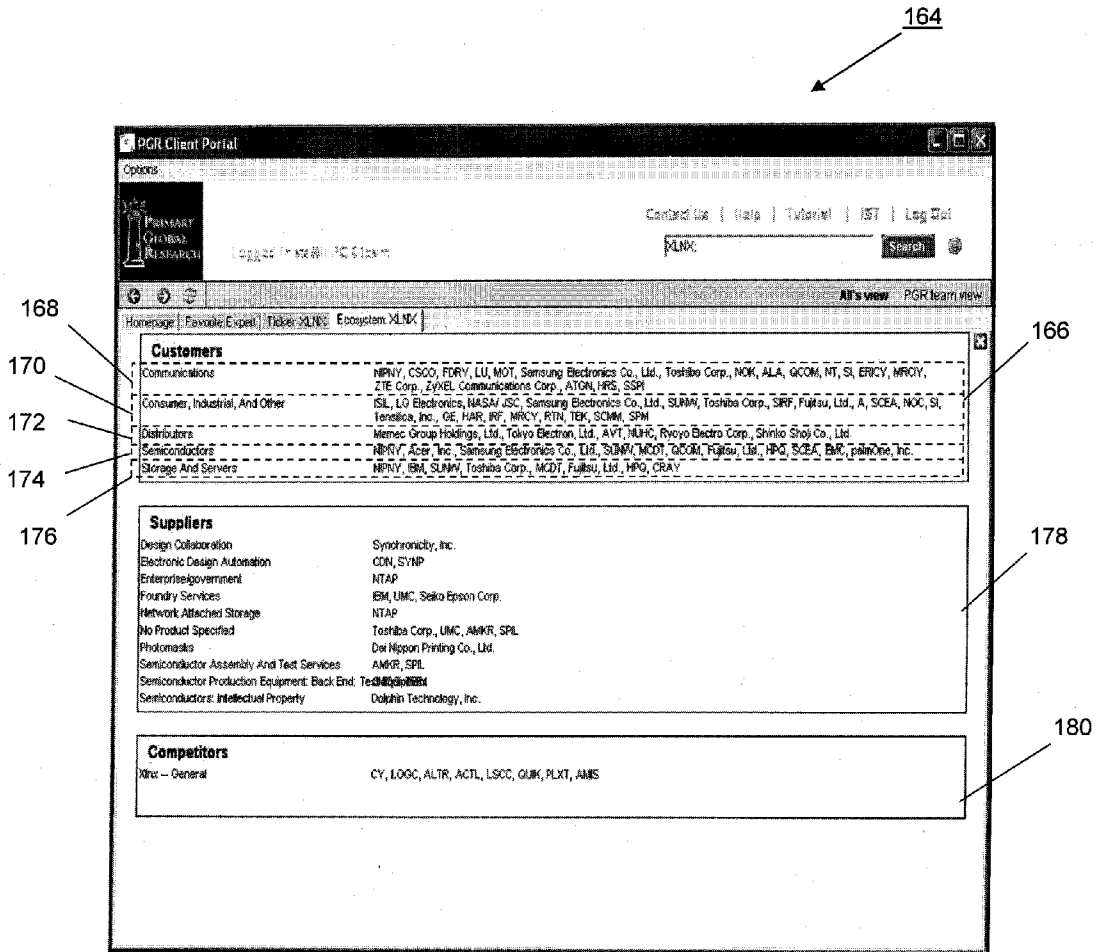 164
PGR Client Portal
Options
PRIMARY
GLOBAL
RESEARCH
Contact Us | Help | Tutorial | IST | Log Out
XLNX;
Search
All's view PGR team view
Homepage Favorite Expert Ticker: XLNX Ecosystem: XLNX
168
170
172
174
176
166
178
180
Customers
Communications NIPNY, CSCO, FDRY, LU, MOT, Samsung Electronics Co., Ltd., Toshiba Corp., NOK, ALA, QCOM, NT, SI, ERICY, MRCIY,
ZTE Corp., ZyXEL Communications Corp., ATGN, HRS, SSPI
Consumer, Industrial, And Other ISIL, LG Electronics, NASA/ JSC, Samsung Electronics Co., Ltd., SUNW, Toshiba Corp., SIRF, Fujitsu, Ltd., A, SCEA, NOC, SI,
Tensilica, Inc., GE, HAR, IRF, MRCY, RTN, TEK, SCMM, SPM
Distributors Memec Group Holdings, Ltd., Tokyo Electron, Ltd., AVT, NUHC, Ryoyo Electro Corp., Shinko Shoji Co., Ltd.
Semiconductors NIPNY, Acer, Inc., Samsung Electronics Co., Ltd., SUNW, MCDT, QCOM, Fujitsu, Ltd., HPQ, SCEA, EMC, palmOne, Inc.
Storage And Servers NIPNY, IBM, SUNW, Toshiba Corp., MCDT, Fujitsu, Ltd., HPQ, CRAY
Suppliers
Design Collaboration Synchronicity, Inc.
Electronic Design Automation CDN, SYNP
Enterprise/government NTAP
Foundry Services IBM, UMC, Seiko Epson Corp.
Network Attached Storage NTAP
No Product Specified Toshiba Corp., UMC, AMKR, SPIL
Photomasks Dai Nippon Printing Co., Ltd.
Semiconductor Assembly And Test Services AMKR, SPIL
Semiconductor Production Equipment: Back End:
Semiconductors: Intellectual Property Dolphin Technology, Inc.
Competitors
Xlnx -- General CY, LOGC, ALTR, ACTL, LSCC, QUIK, PLXT, AMIS